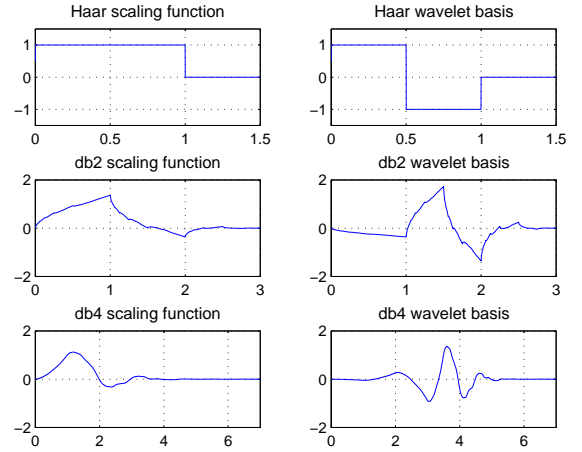 Haar scaling function
1
0
−1
0 0.5 1 1.5
Haar wavelet basis
1
0
−1
0 0.5 1 1.5
db2 scaling function
2
0
−2
0 1 2 3
db2 wavelet basis
2
0
−2
0 1 2 3
db4 scaling function
2
0
−2
0 2 4 6
db4 wavelet basis
2
0
−2
0 2 4 6